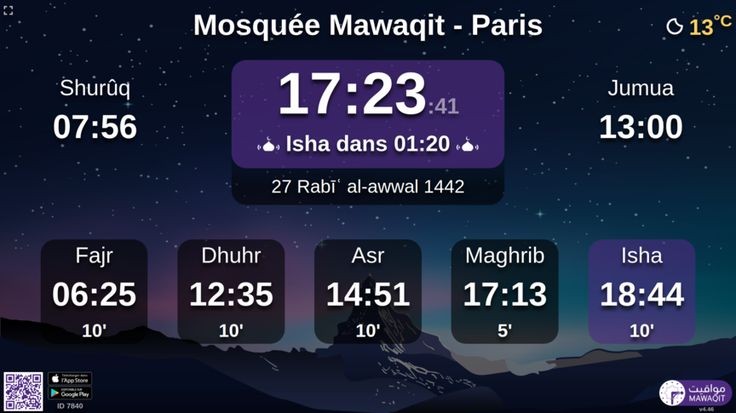 Mosquée Mawaqit - Paris
13°C
Shurûq
07:56
17:23:41
Isha dans 01:20
27 Rabīʿ al-awwal 1442
Jumua
13:00
Fajr
06:25
10'
Dhuhr
12:35
10'
Asr
14:51
10'
Maghrib
17:13
5'
Isha
18:44
10'
Télécharger dans
l'App Store
DISPONIBLE SUR
Google Play
ID 7840
مواقيت
MAWAQIT
v4.46